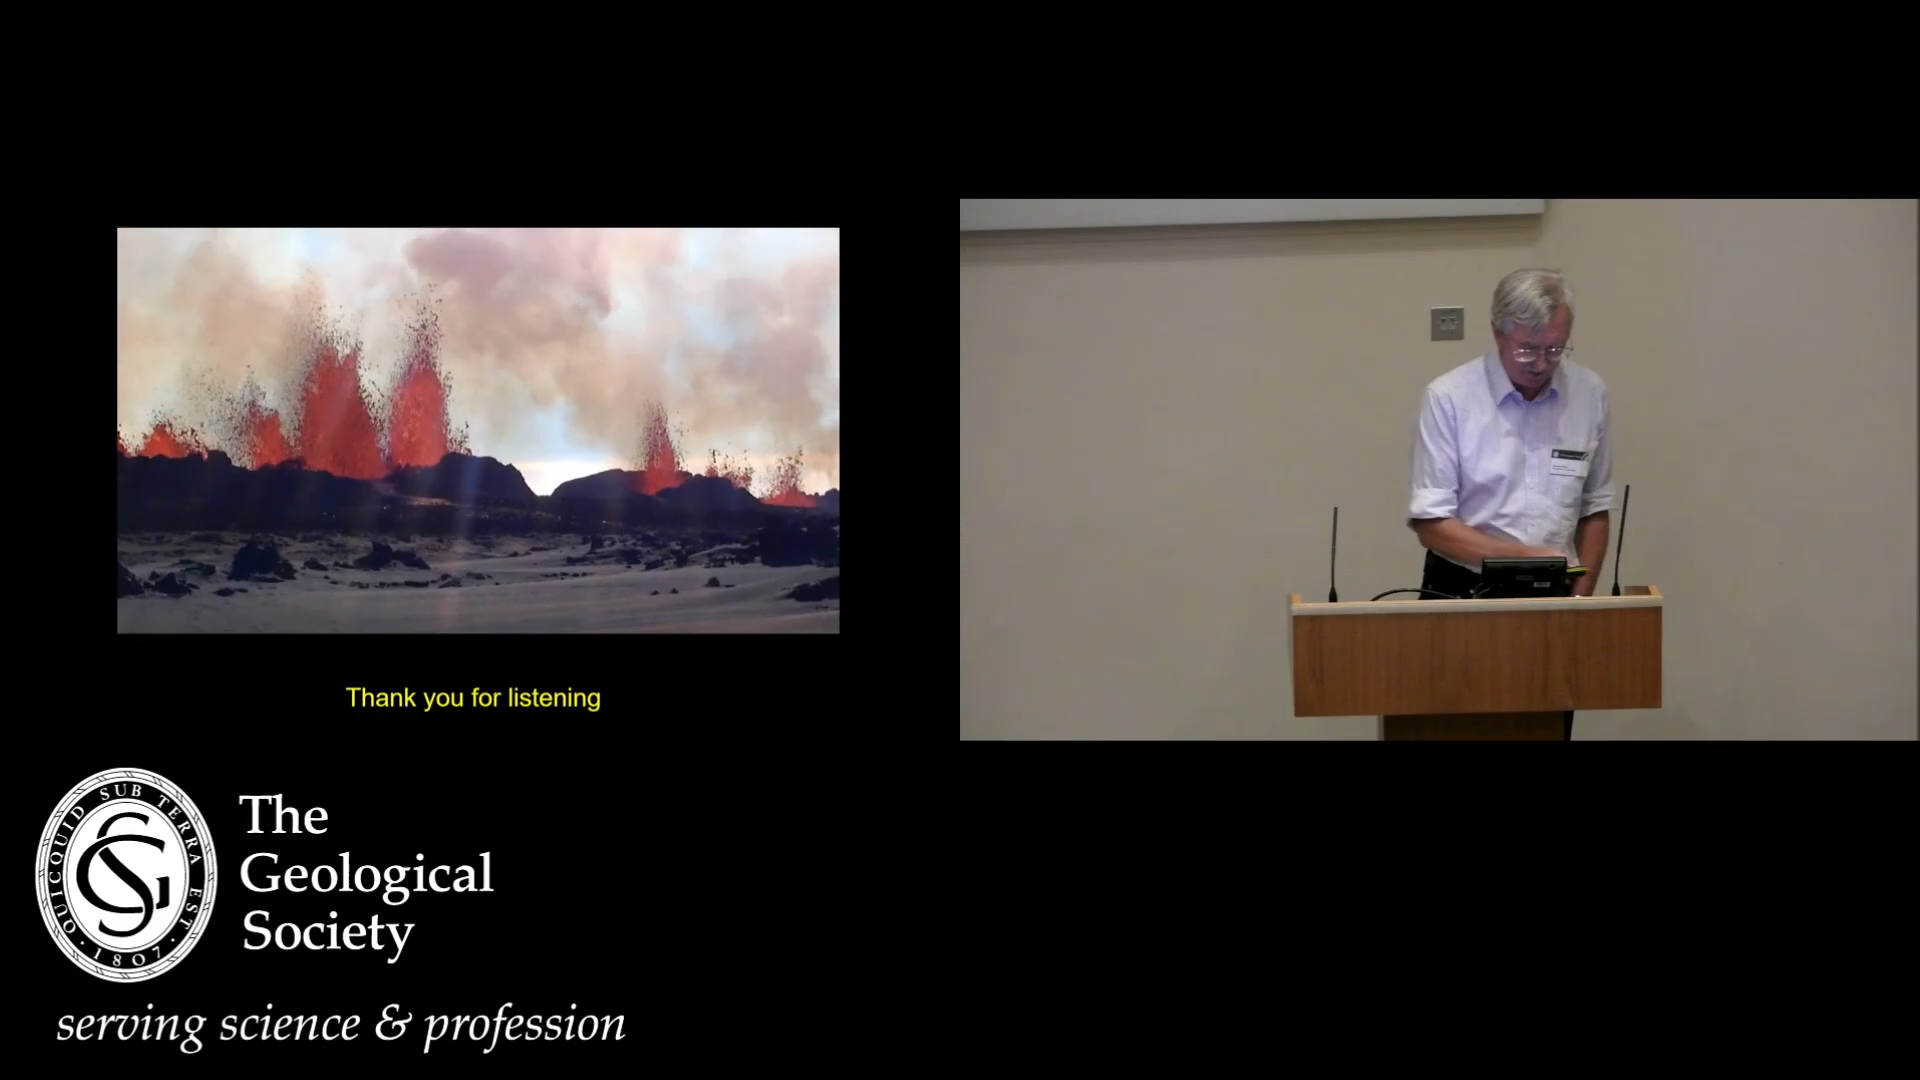 Thank you for listening
QUICQUID SUB TERRA EST
· 1807 ·
The
Geological
Society
serving science & profession